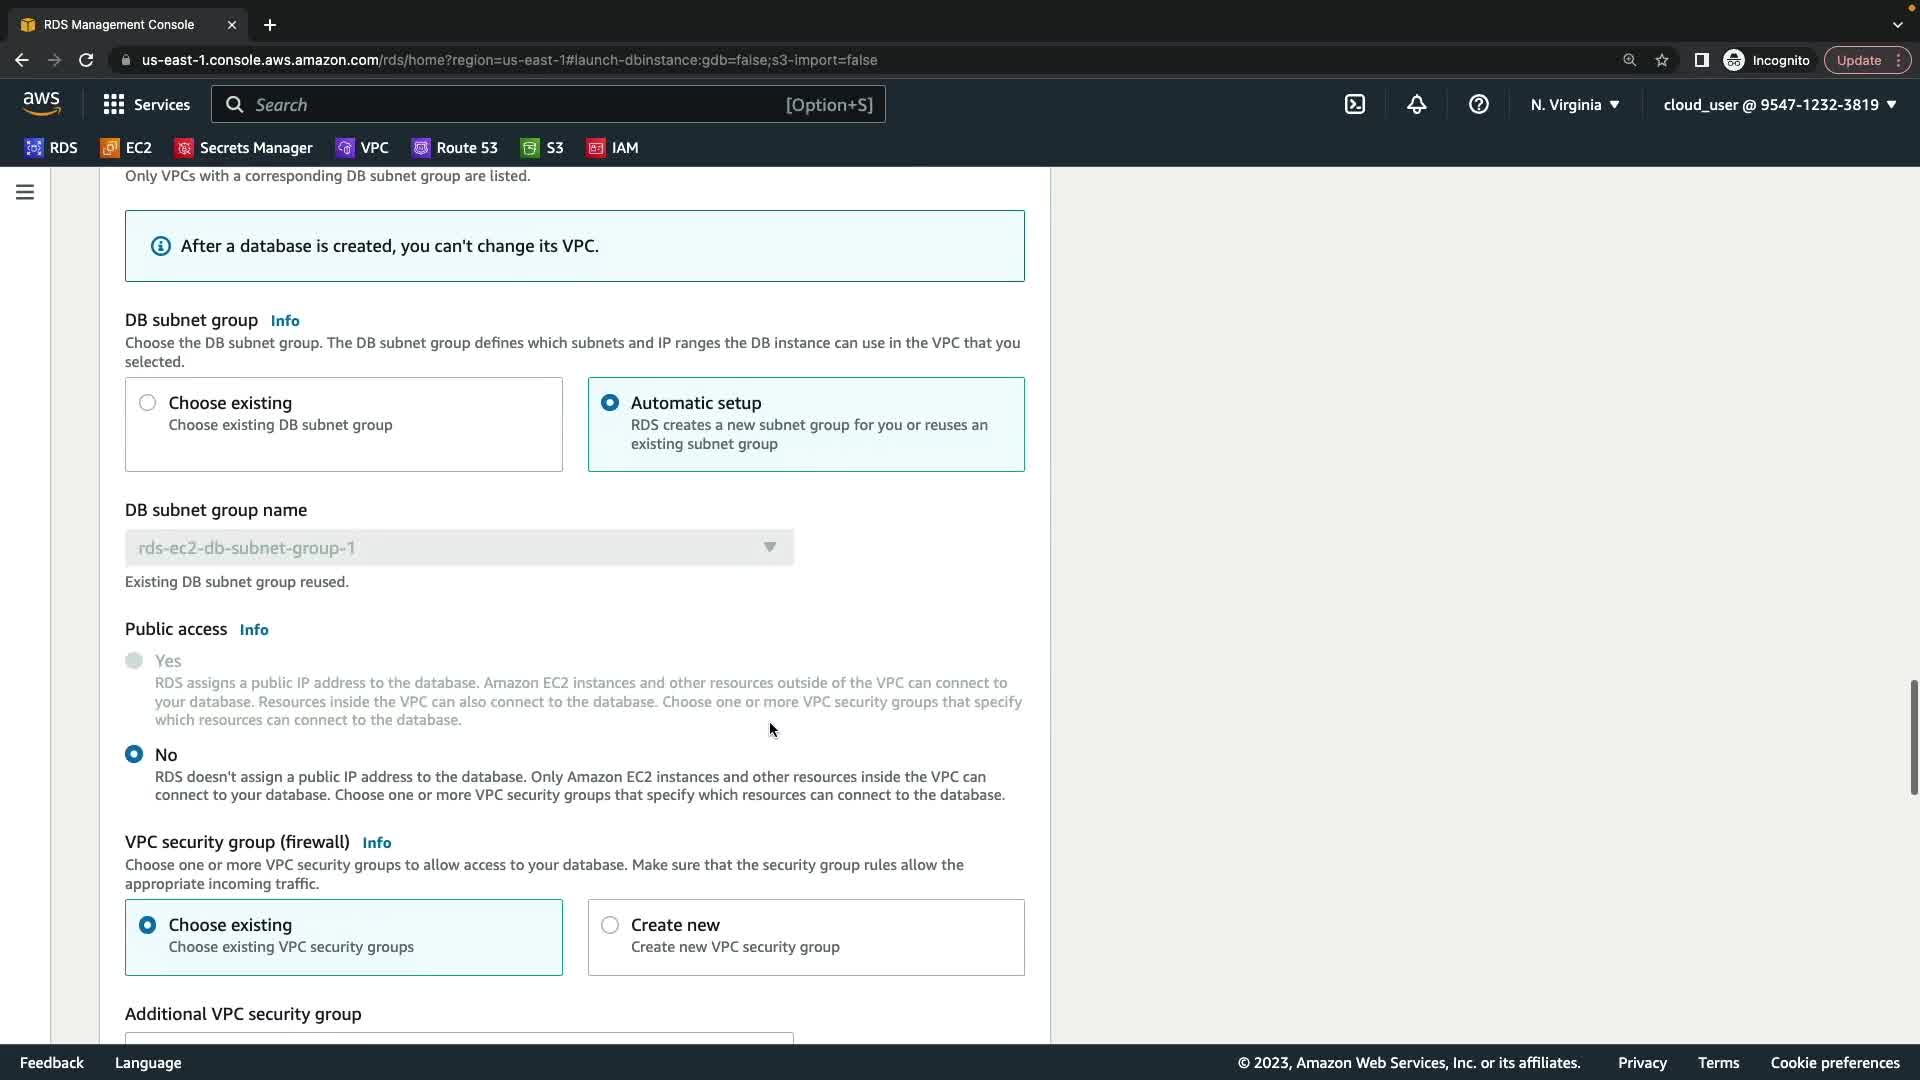 RDS Management Console
us-east-1.console.aws.amazon.com/rds/home?region=us-east-1#launch-dbinstance:gdb=false;s3-import=false
Incognito
Update
aws
Services
Search
[Option+S]
N. Virginia
cloud_user @ 9547-1232-3819
RDS
EC2
Secrets Manager
VPC
Route 53
S3
IAM
Only VPCs with a corresponding DB subnet group are listed.
After a database is created, you can't change its VPC.
DB subnet group Info
Choose the DB subnet group. The DB subnet group defines which subnets and IP ranges the DB instance can use in the VPC that you
selected.
Choose existing
Choose existing DB subnet group
Automatic setup
RDS creates a new subnet group for you or reuses an
existing subnet group
DB subnet group name
rds-ec2-db-subnet-group-1
Existing DB subnet group reused.
Public access Info
Yes
RDS assigns a public IP address to the database. Amazon EC2 instances and other resources outside of the VPC can connect to
your database. Resources inside the VPC can also connect to the database. Choose one or more VPC security groups that specify
which resources can connect to the database.
No
RDS doesn't assign a public IP address to the database. Only Amazon EC2 instances and other resources inside the VPC can
connect to your database. Choose one or more VPC security groups that specify which resources can connect to the database.
VPC security group (firewall) Info
Choose one or more VPC security groups to allow access to your database. Make sure that the security group rules allow the
appropriate incoming traffic.
Choose existing
Choose existing VPC security groups
Create new
Create new VPC security group
Additional VPC security group
Feedback
Language
© 2023, Amazon Web Services, Inc. or its affiliates.
Privacy
Terms
Cookie preferences